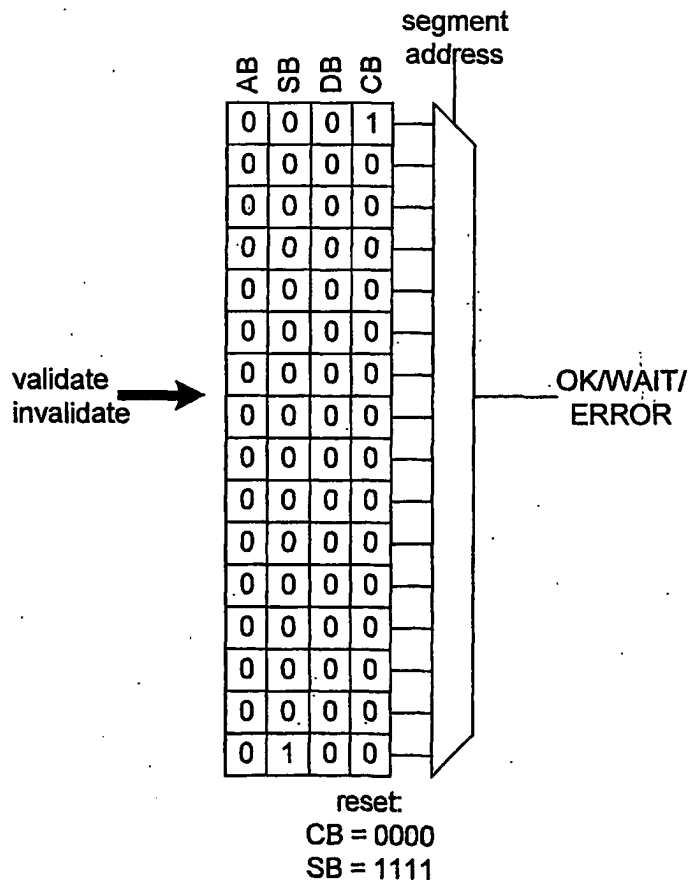 segment
address
AB SB DB CB
0 0 0 1
0 0 0 0
0 0 0 0
0 0 0 0
0 0 0 0
0 0 0 0
0 0 0 0
0 0 0 0
0 0 0 0
0 0 0 0
0 0 0 0
0 0 0 0
0 0 0 0
0 0 0 0
0 0 0 0
0 1 0 0
validate
invalidate
OK/WAIT/
ERROR
reset:
CB = 0000
SB = 1111